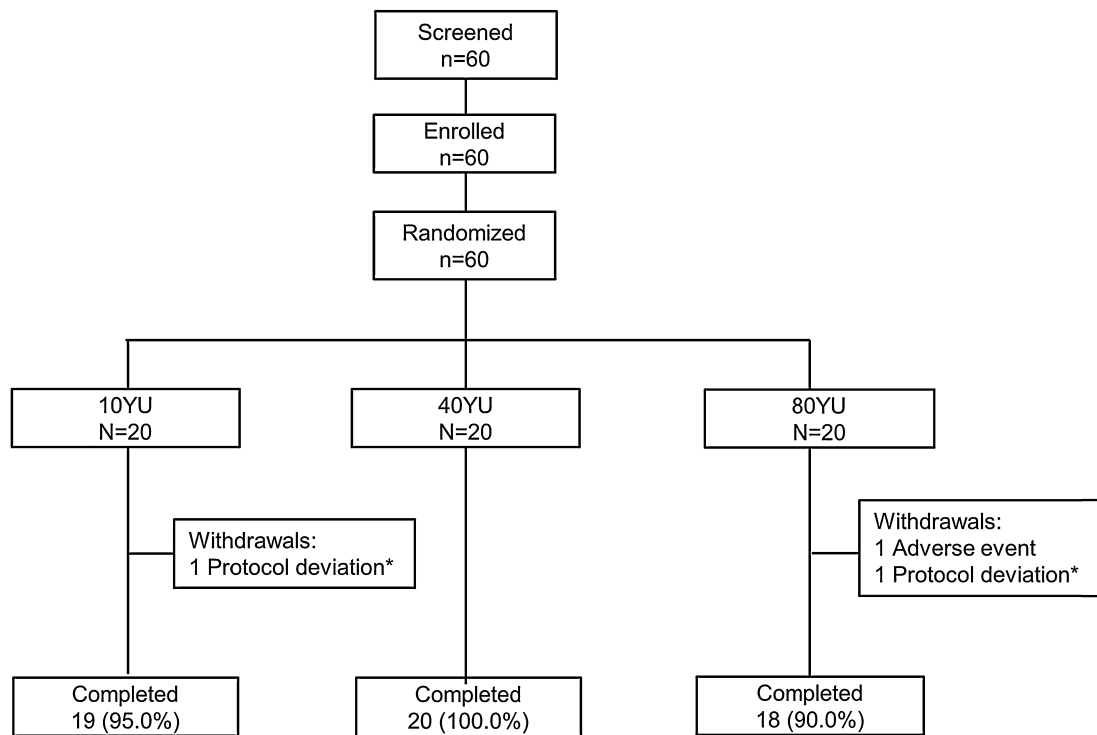 Screened
n=60
Enrolled
n=60
Randomized
n=60
10YU
N=20
40YU
N=20
80YU
N=20
Withdrawals:
1 Protocol deviation*
Withdrawals:
1 Adverse event
1 Protocol deviation*
Completed
19 (95.0%)
Completed
20 (100.0%)
Completed
18 (90.0%)